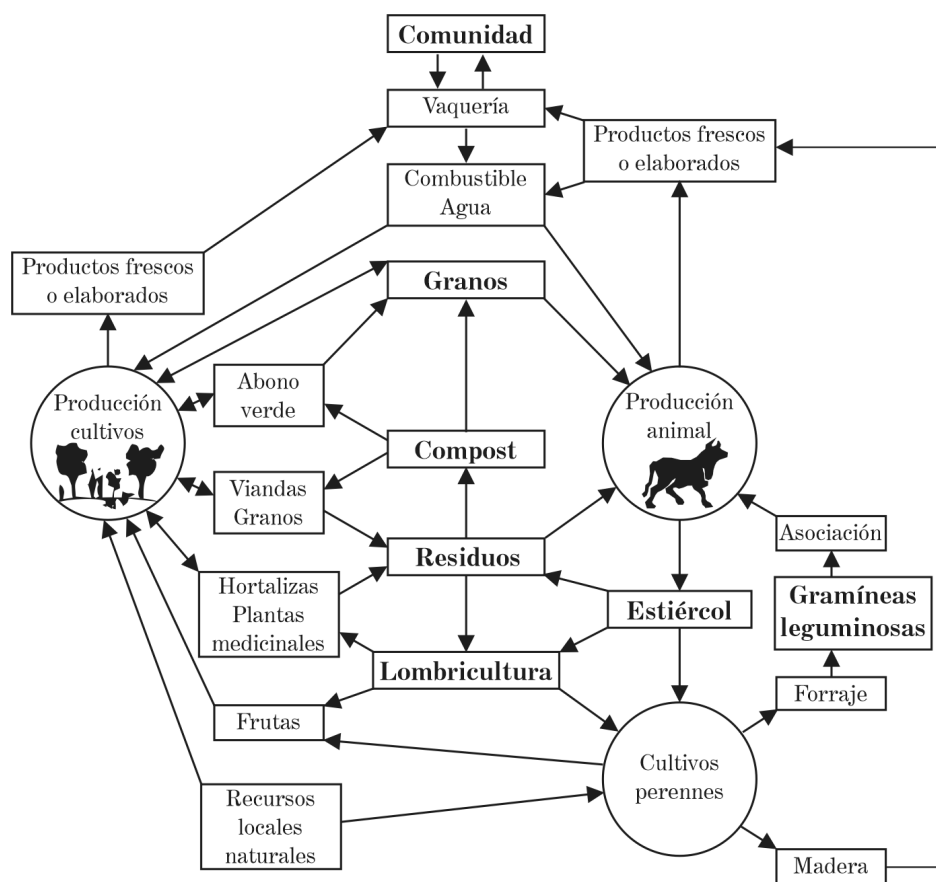 Comunidad
Vaquería
Productos frescos
o elaborados
Combustible
Agua
Productos frescos
o elaborados
Granos
Abono
verde
Producción
cultivos
Producción
animal
Compost
Viandas
Granos
Asociación
Residuos
Hortalizas
Plantas
medicinales
Estiércol
Gramíneas
leguminosas
Lombricultura
Forraje
Frutas
Cultivos
perennes
Recursos
locales
naturales
Madera